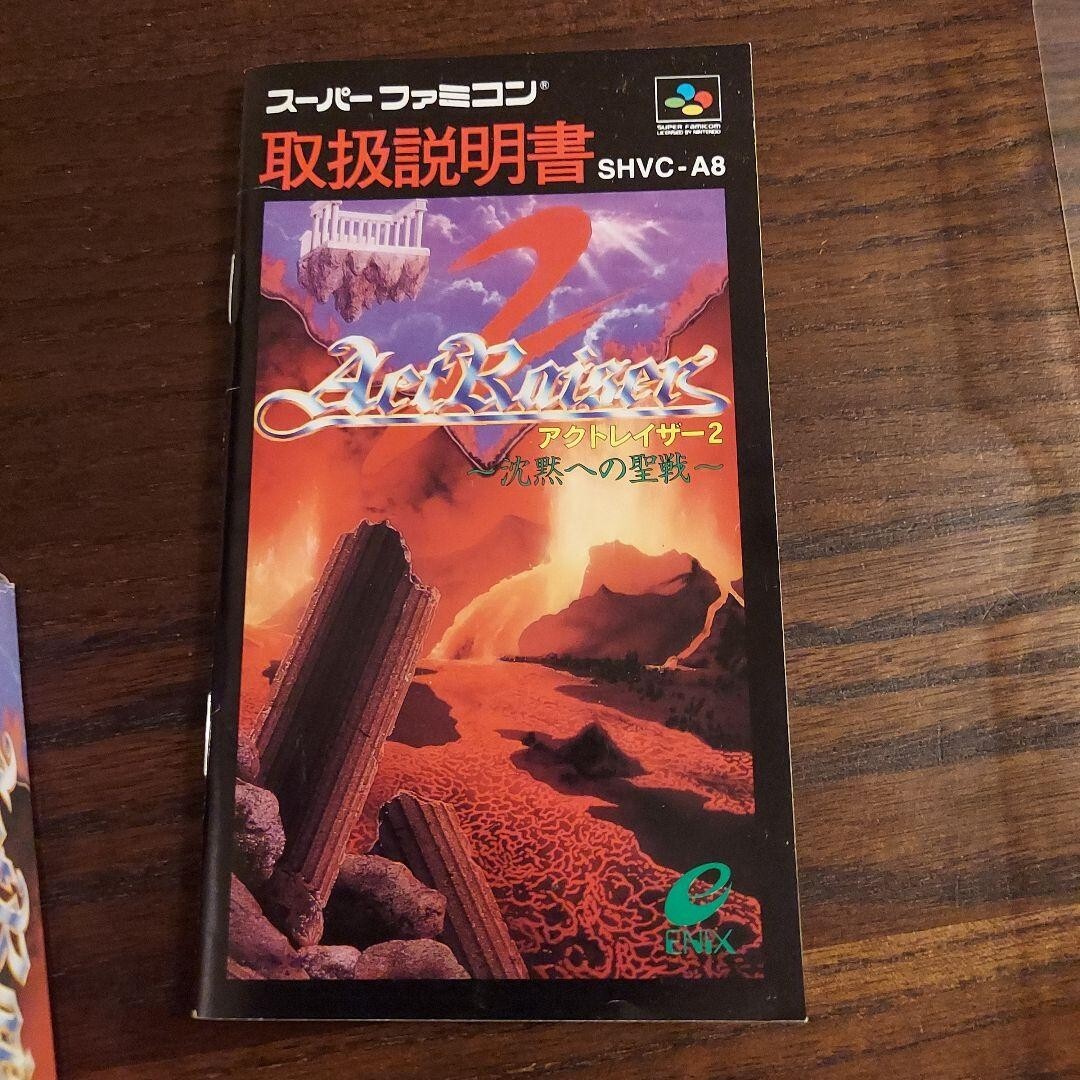 スーパーファミコン®
SUPER FAMICOM
LICENSED BY NINTENDO
取扱説明書
SHVC-A8
2
ActRaiser
アクトレイザー2
～沈黙への聖戦～
e
ENIX